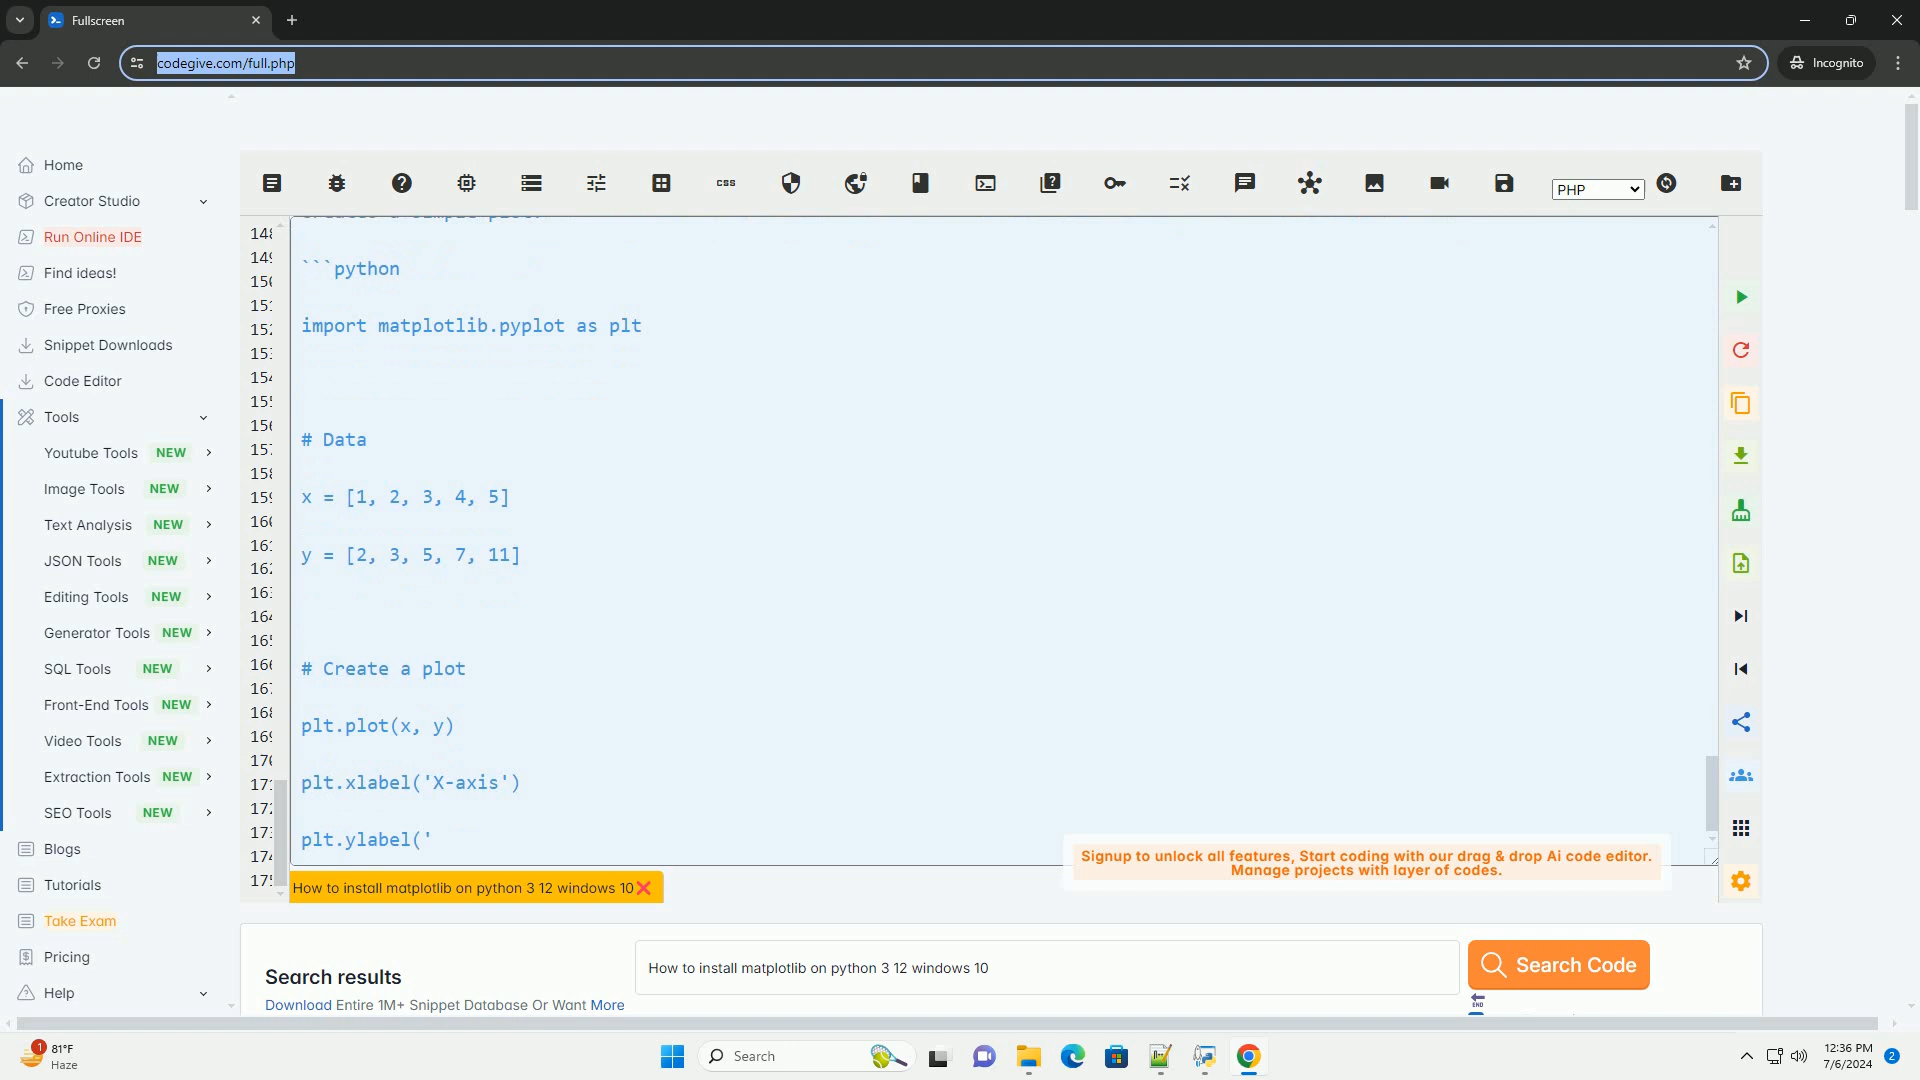 Fullscreen
codegive.com/full.php
Incognito
Home
Creator Studio
Run Online IDE
Find ideas!
Free Proxies
Snippet Downloads
Code Editor
Tools
Youtube Tools NEW
Image Tools NEW
Text Analysis NEW
JSON Tools NEW
Editing Tools NEW
Generator Tools NEW
SQL Tools NEW
Front-End Tools NEW
Video Tools NEW
Extraction Tools NEW
SEO Tools NEW
Blogs
Tutorials
Take Exam
Pricing
Help
css
PHP
```python
import matplotlib.pyplot as plt
# Data
x = [1, 2, 3, 4, 5]
y = [2, 3, 5, 7, 11]
# Create a plot
plt.plot(x, y)
plt.xlabel('X-axis')
plt.ylabel('
Signup to unlock all features, Start coding with our drag & drop Ai code editor.
Manage projects with layer of codes.
How to install matplotlib on python 3 12 windows 10
Search results
Download Entire 1M+ Snippet Database Or Want More
How to install matplotlib on python 3 12 windows 10
Search Code
END
1
81°F
Haze
Search
12:36 PM
7/6/2024
2